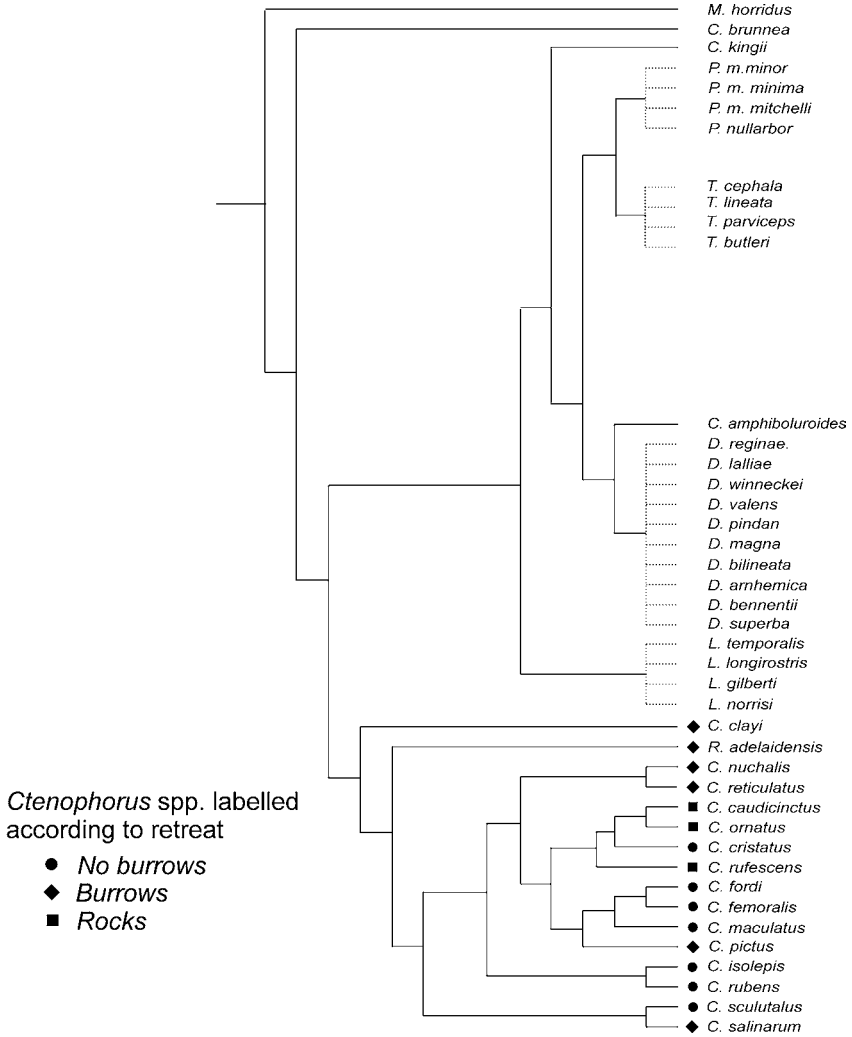 M. horridus
C. brunnea
C. kingii
P. m.minor
P. m. minima
P. m. mitchelli
P. nullarbor
T. cephala
T. lineata
T. parviceps
T. butleri
C. amphiboluroides
D. reginae.
D. lalliae
D. winneckei
D. valens
D. pindan
D. magna
D. bilineata
D. arnhemica
D. bennentii
D. superba
L. temporalis
L. longirostris
L. gilberti
L. norrisi
C. clayi
R. adelaidensis
C. nuchalis
C. reticulatus
C. caudicinctus
C. ornatus
C. cristatus
C. rufescens
C. fordi
C. femoralis
C. maculatus
C. pictus
C. isolepis
C. rubens
C. sculutalus
C. salinarum
Ctenophorus spp. labelled
according to retreat
No burrows
Burrows
Rocks